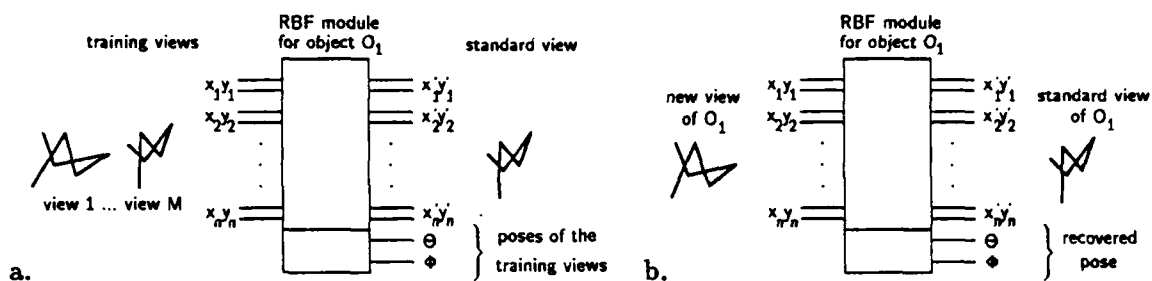 RBF module
for object O1
training views
standard view
x1y1
x'1y'1
x2y2
x'2y'2
view 1 ... view M
xnyn
x'ny'n
Θ
Φ
poses of the
training views
a.
RBF module
for object O1
new view
of O1
standard view
of O1
x1y1
x'1y'1
x2y2
x'2y'2
xnyn
x'ny'n
Θ
Φ
recovered
pose
b.